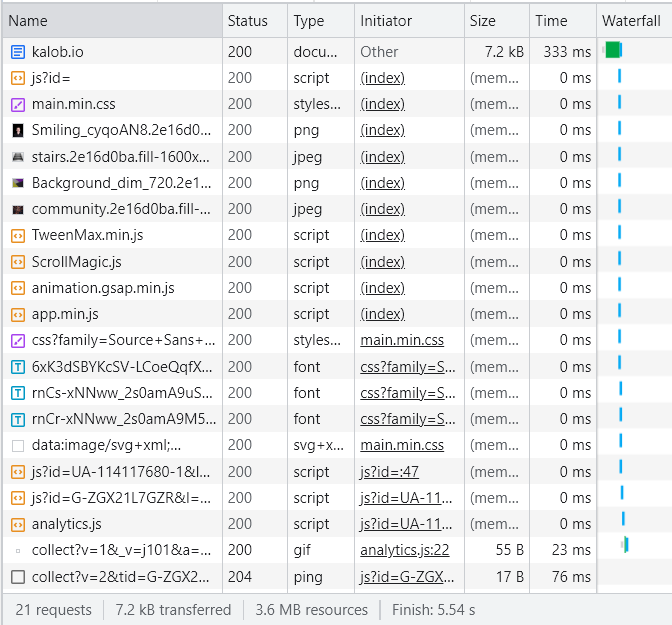 Name Status Type Initiator Size Time Waterfall
kalob.io 200 docu... Other 7.2 kB 333 ms
js?id= 200 script (index) (mem... 0 ms
main.min.css 200 styles... (index) (mem... 0 ms
Smiling_cyqoAN8.2e16d0... 200 png (index) (mem... 0 ms
stairs.2e16d0ba.fill-1600x... 200 jpeg (index) (mem... 0 ms
Background_dim_720.2e1... 200 png (index) (mem... 0 ms
community.2e16d0ba.fill-... 200 jpeg (index) (mem... 0 ms
TweenMax.min.js 200 script (index) (mem... 0 ms
ScrollMagic.js 200 script (index) (mem... 0 ms
animation.gsap.min.js 200 script (index) (mem... 0 ms
app.min.js 200 script (index) (mem... 0 ms
css?family=Source+Sans+... 200 styles... main.min.css (mem... 0 ms
6xK3dSBYKcSV-LCoeQqfX... 200 font css?family=S... (mem... 0 ms
rnCs-xNNww_2s0amA9uS... 200 font css?family=S... (mem... 0 ms
rnCr-xNNww_2s0amA9M5... 200 font css?family=S... (mem... 0 ms
data:image/svg+xml;... 200 svg+x... main.min.css (mem... 0 ms
js?id=UA-114117680-1&l... 200 script js?id=:47 (mem... 0 ms
js?id=G-ZGX21L7GZR&l=... 200 script js?id=UA-11... (mem... 0 ms
analytics.js 200 script js?id=UA-11... (mem... 0 ms
collect?v=1&_v=j101&a=... 200 gif analytics.js:22 55 B 23 ms
collect?v=2&tid=G-ZGX2... 204 ping js?id=G-ZGX... 17 B 76 ms
21 requests 7.2 kB transferred 3.6 MB resources Finish: 5.54 s